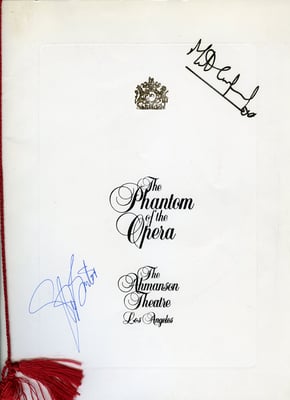 The
Phantom
of the
Opera
The
Ahmanson
Theatre
Los Angeles